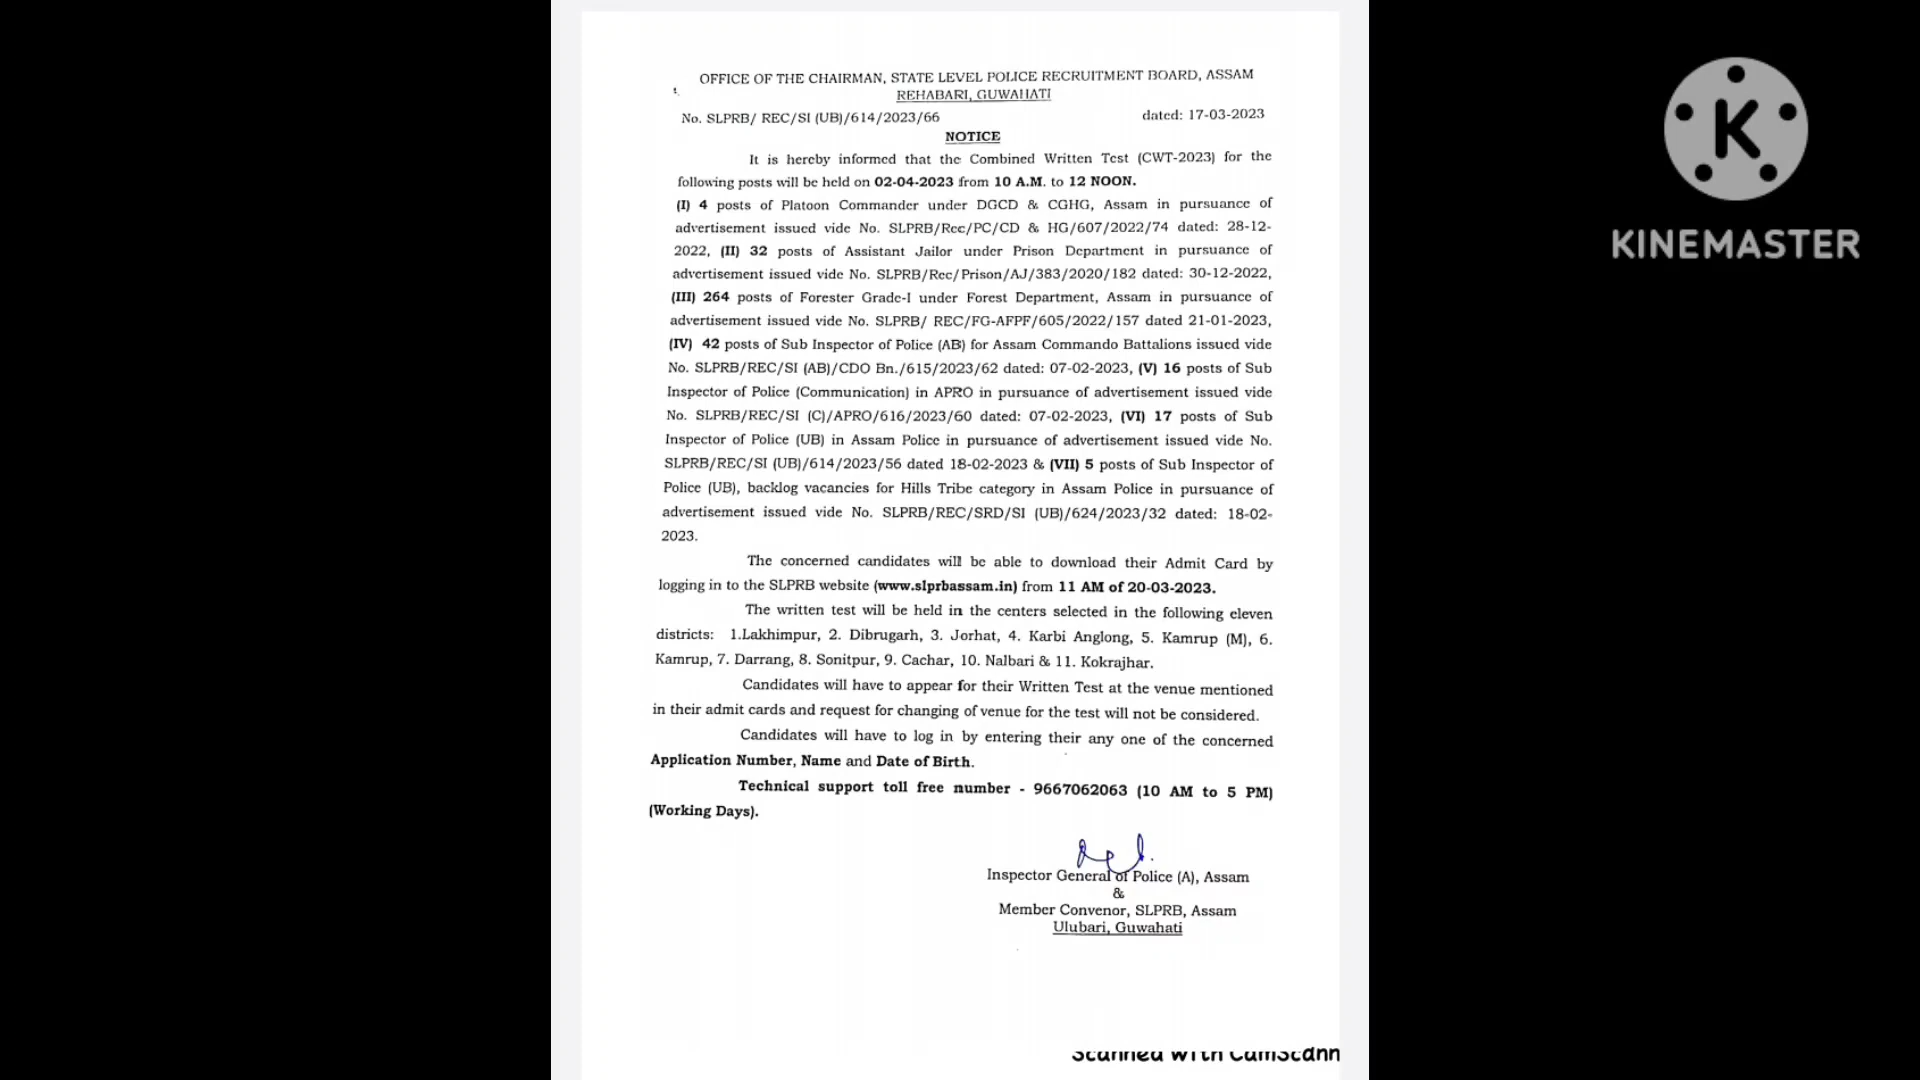 OFFICE OF THE CHAIRMAN, STATE LEVEL POLICE RECRUITMENT BOARD, ASSAM
REHABARI, GUWAHATI
No. SLPRB/ REC/SI (UB)/614/2023/66 dated: 17-03-2023
NOTICE
It is hereby informed that the Combined Written Test (CWT-2023) for the
following posts will be held on 02-04-2023 from 10 A.M. to 12 NOON.
(I) 4 posts of Platoon Commander under DGCD & CGHG, Assam in pursuance of
advertisement issued vide No. SLPRB/Rec/PC/CD & HG/607/2022/74 dated: 28-12-
2022, (II) 32 posts of Assistant Jailor under Prison Department in pursuance of
advertisement issued vide No. SLPRB/Rec/Prison/AJ/383/2020/182 dated: 30-12-2022,
(III) 264 posts of Forester Grade-I under Forest Department, Assam in pursuance of
advertisement issued vide No. SLPRB/ REC/FG-AFPF/605/2022/157 dated 21-01-2023,
(IV) 42 posts of Sub Inspector of Police (AB) for Assam Commando Battalions issued vide
No. SLPRB/REC/SI (AB)/CDO Bn./615/2023/62 dated: 07-02-2023, (V) 16 posts of Sub
Inspector of Police (Communication) in APRO in pursuance of advertisement issued vide
No. SLPRB/REC/SI (C)/APRO/616/2023/60 dated: 07-02-2023, (VI) 17 posts of Sub
Inspector of Police (UB) in Assam Police in pursuance of advertisement issued vide No.
SLPRB/REC/SI (UB)/614/2023/56 dated 18-02-2023 & (VII) 5 posts of Sub Inspector of
Police (UB), backlog vacancies for Hills Tribe category in Assam Police in pursuance of
advertisement issued vide No. SLPRB/REC/SRD/SI (UB)/624/2023/32 dated: 18-02-
2023.
The concerned candidates will be able to download their Admit Card by
logging in to the SLPRB website (www.slprbassam.in) from 11 AM of 20-03-2023.
The written test will be held in the centers selected in the following eleven
districts: 1.Lakhimpur, 2. Dibrugarh, 3. Jorhat, 4. Karbi Anglong, 5. Kamrup (M), 6.
Kamrup, 7. Darrang, 8. Sonitpur, 9. Cachar, 10. Nalbari & 11. Kokrajhar.
Candidates will have to appear for their Written Test at the venue mentioned
in their admit cards and request for changing of venue for the test will not be considered.
Candidates will have to log in by entering their any one of the concerned
Application Number, Name and Date of Birth.
Technical support toll free number - 9667062063 (10 AM to 5 PM)
(Working Days).
Inspector General of Police (A), Assam
&
Member Convenor, SLPRB, Assam
Ulubari, Guwahati
Scanned with CamScann
K
KINEMASTER